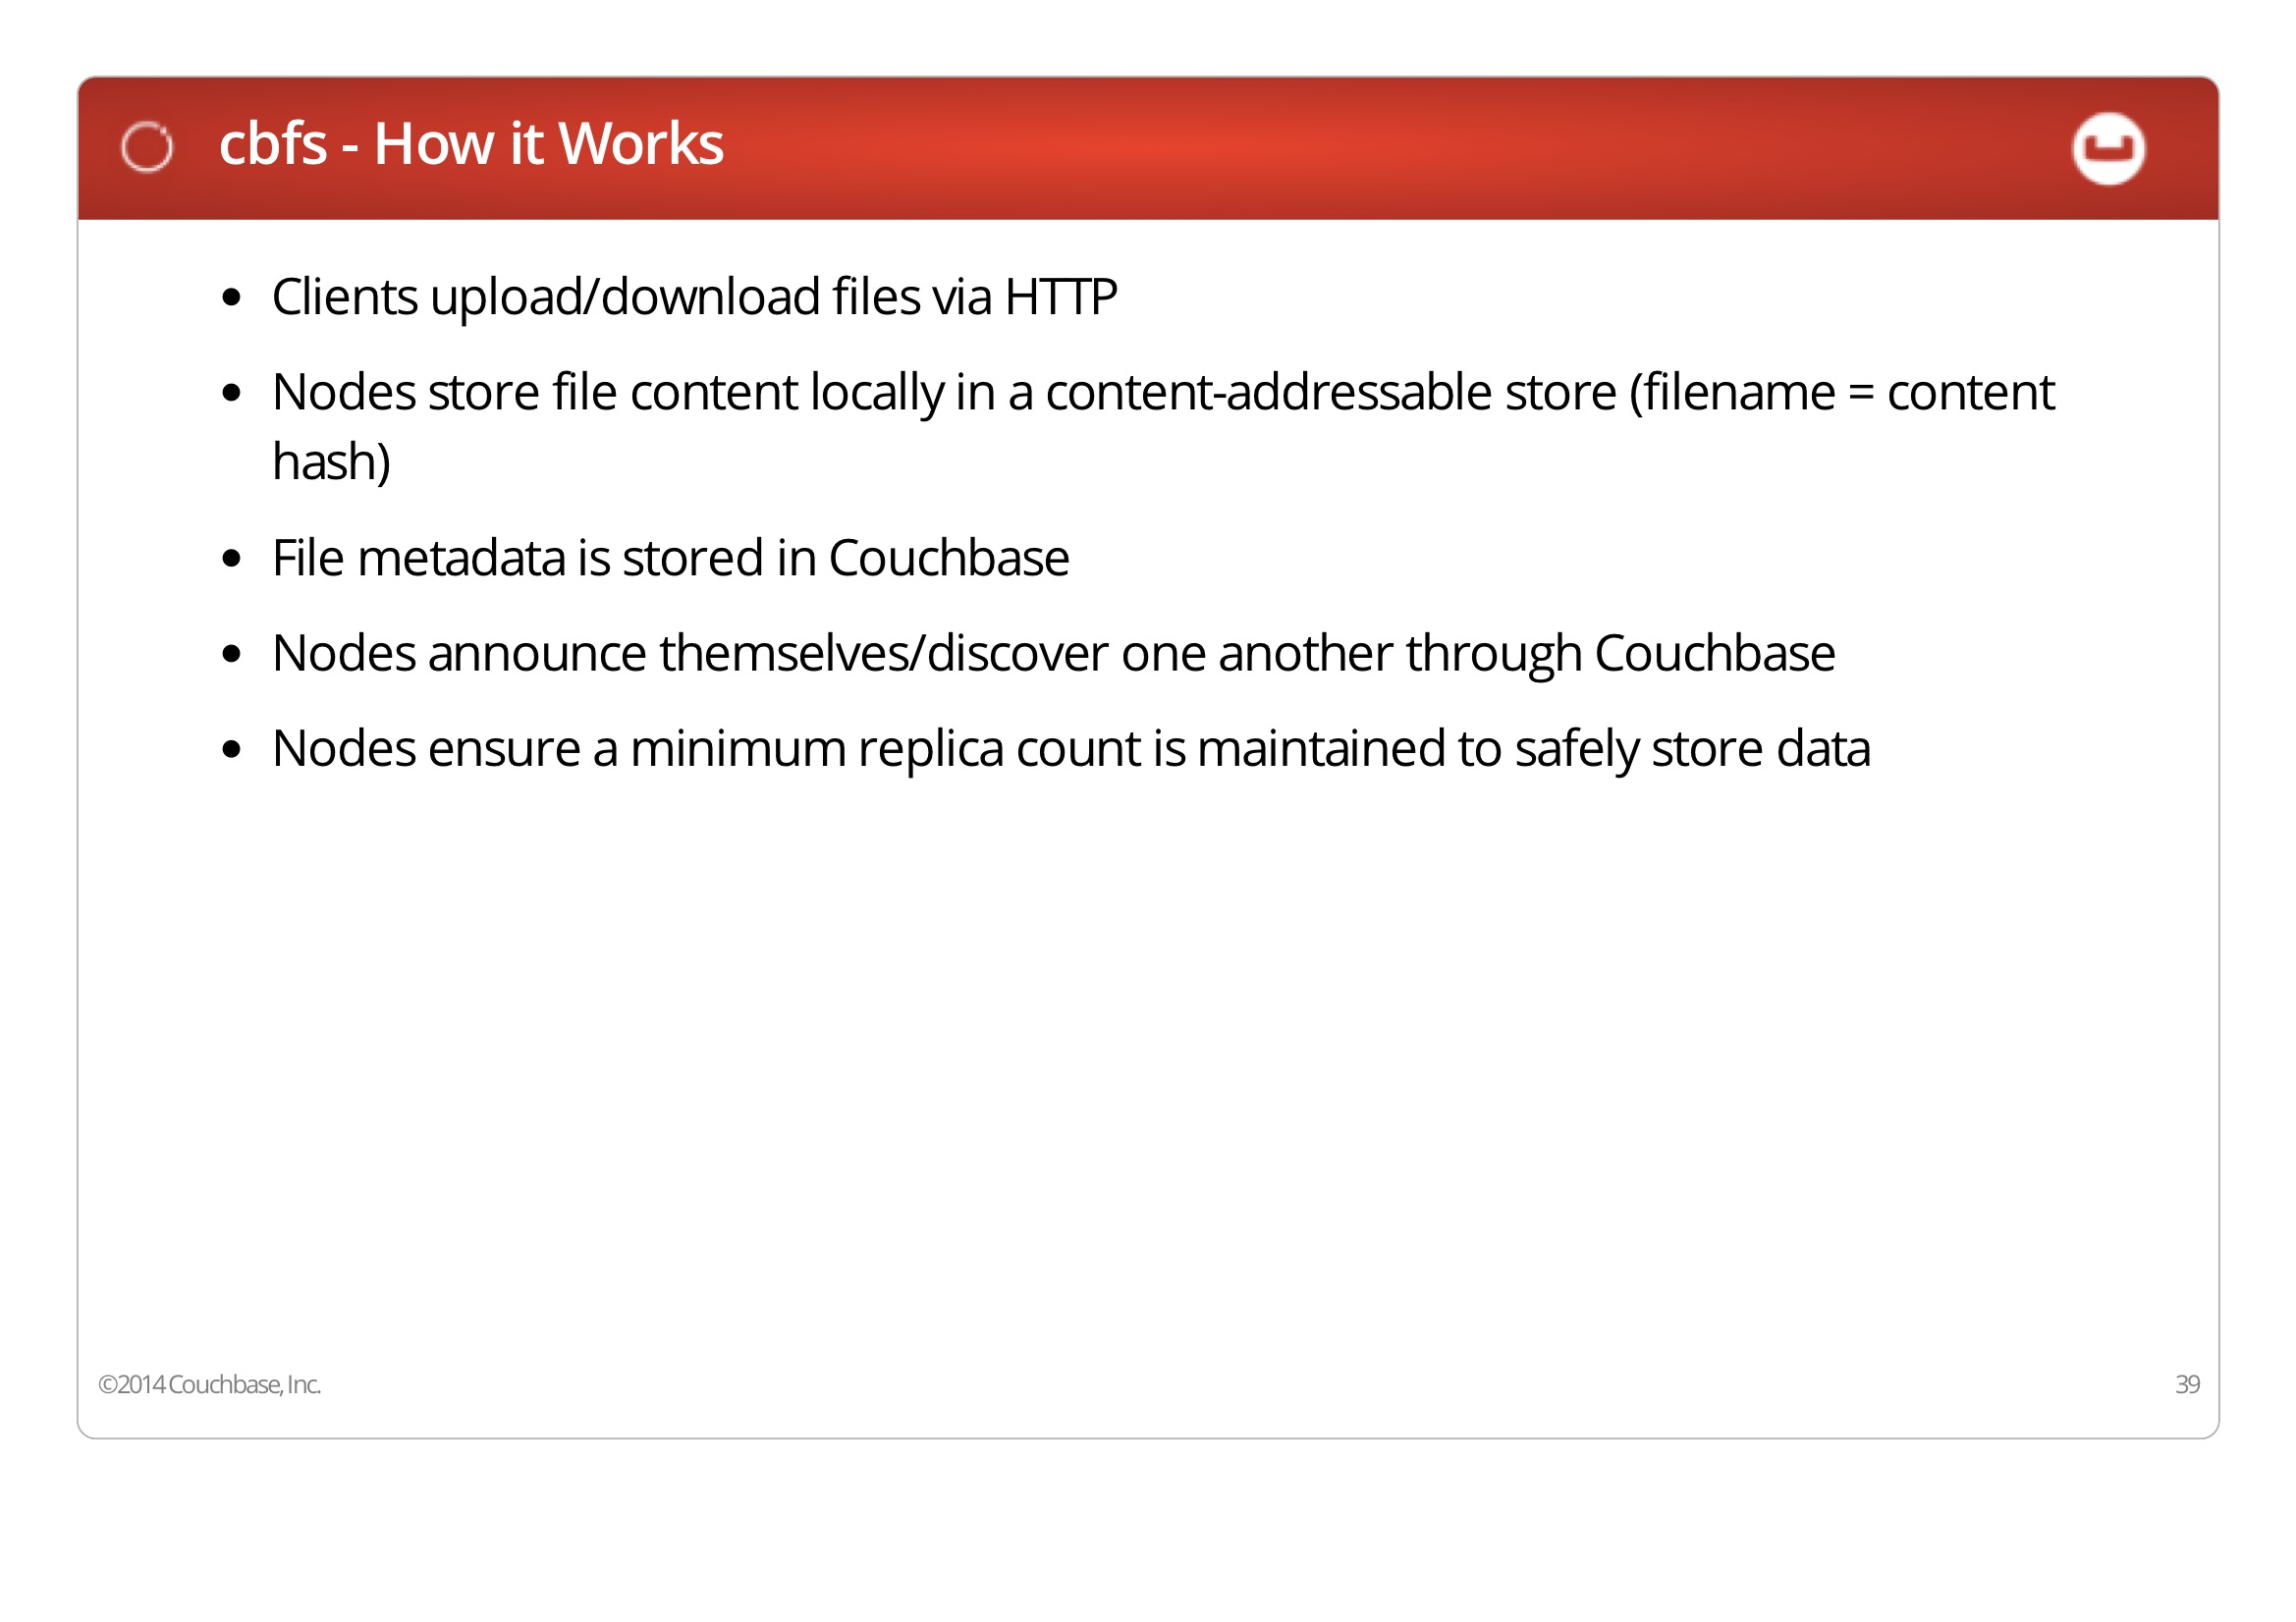 cbfs - How it Works
• Clients upload/download files via HTTP
• Nodes store file content locally in a content-addressable store (filename = content
hash)
• File metadata is stored in Couchbase
• Nodes announce themselves/discover one another through Couchbase
• Nodes ensure a minimum replica count is maintained to safely store data
©2014 Couchbase, Inc.
39